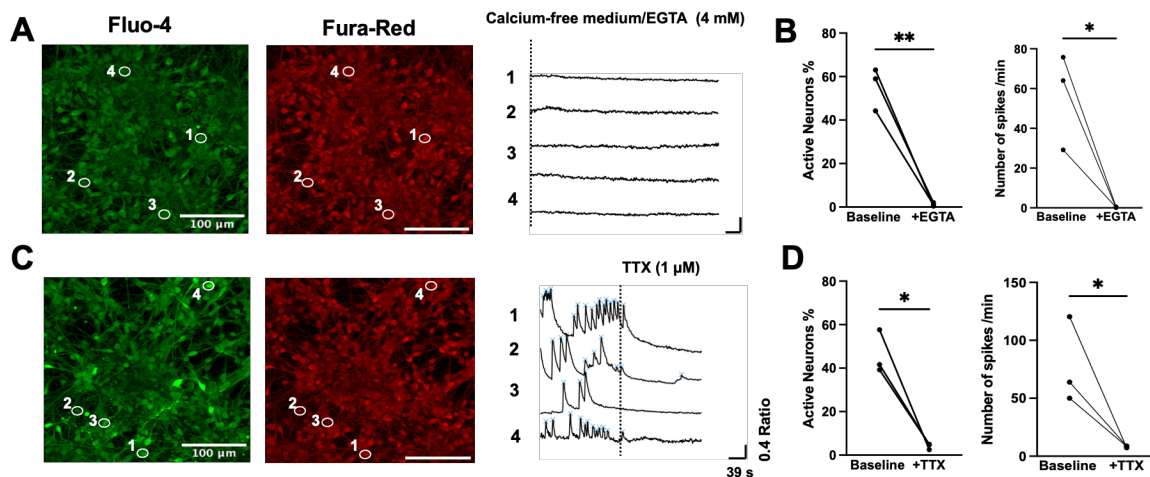 A
Fluo-4
Fura-Red
Calcium-free medium/EGTA (4 mM)
4
1
2
3
100 µm
4
1
2
3
1
2
3
4
B
**
Active Neurons %
80
60
40
20
0
Baseline +EGTA
*
Number of spikes /min
80
60
40
20
0
Baseline +EGTA
C
4
2
3
1
100 µm
4
2
3
1
TTX (1 µM)
1
2
3
4
0.4 Ratio
39 s
D
*
Active Neurons %
80
60
40
20
0
Baseline +TTX
*
Number of spikes /min
150
100
50
0
Baseline +TTX